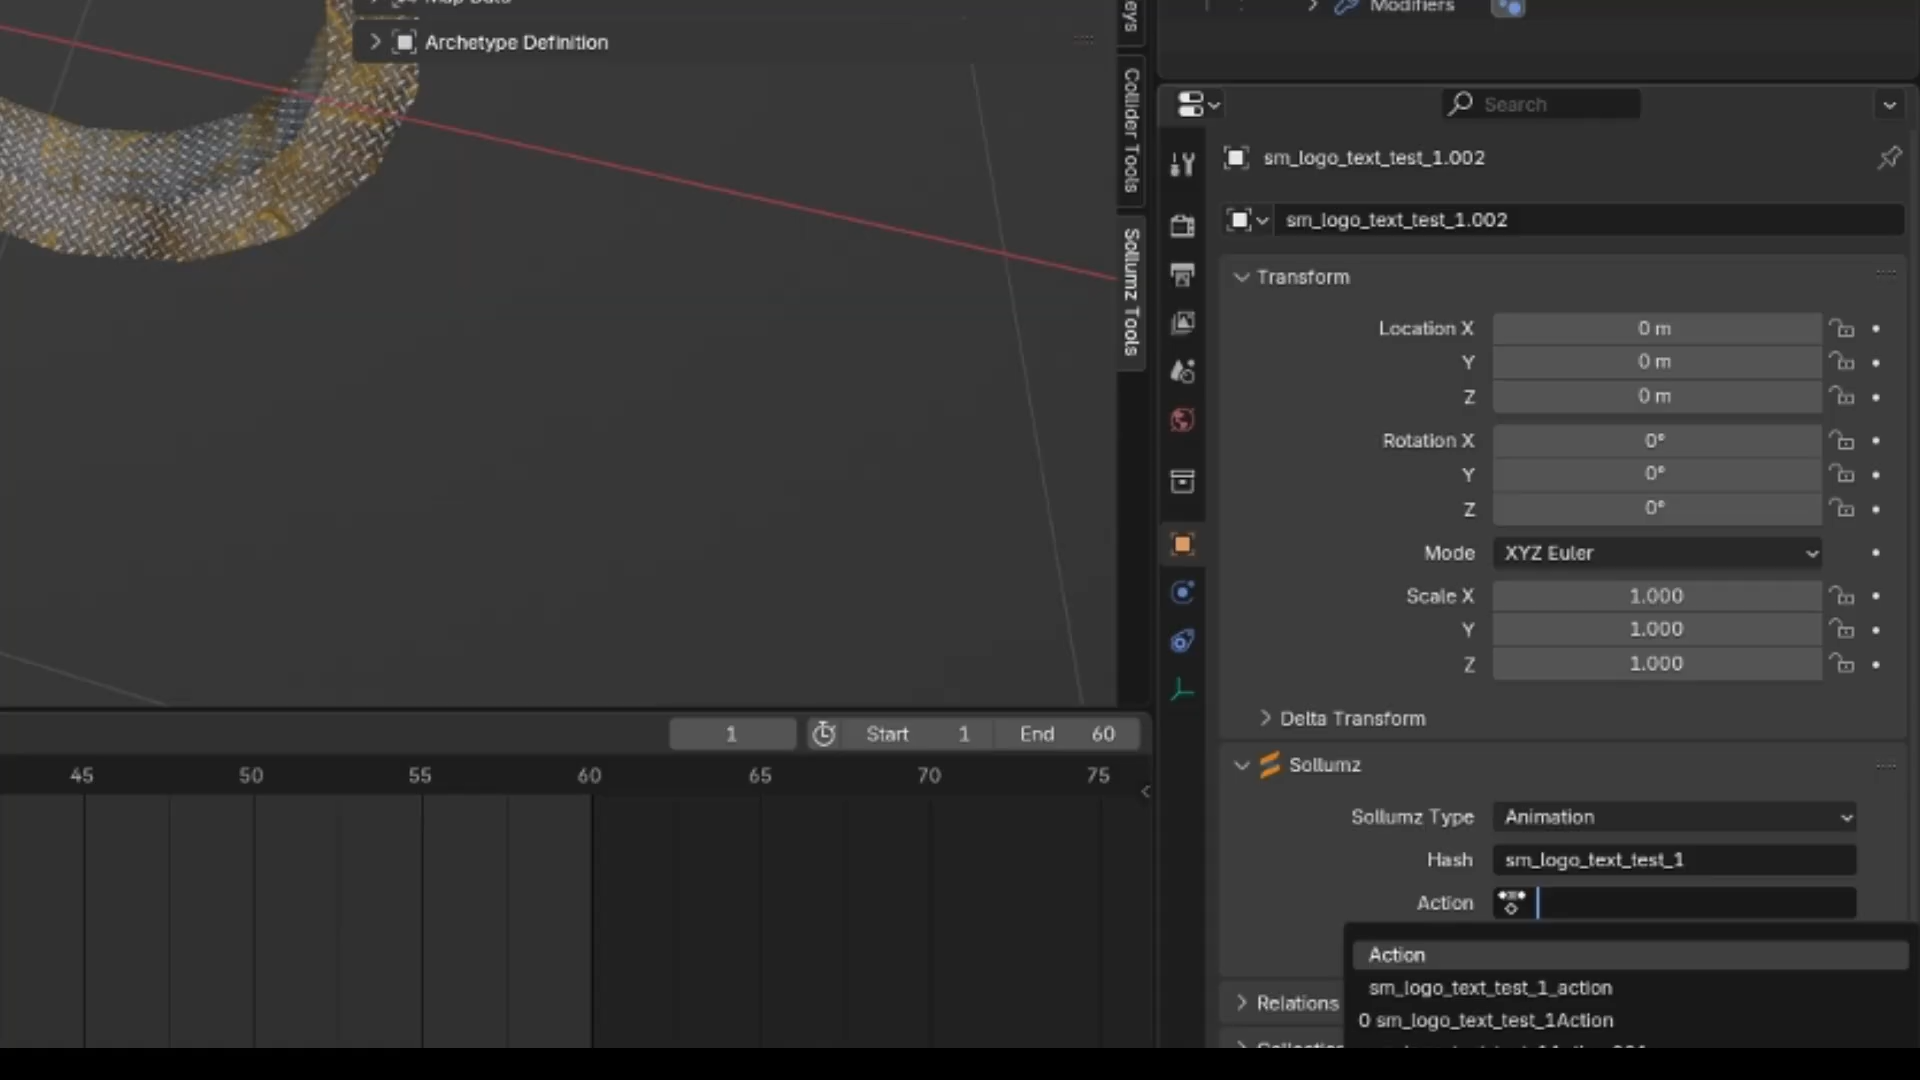 Map Data
Archetype Definition
Collider Tools
Sollumz Tools
Modifiers
Search
sm_logo_text_test_1.002
sm_logo_text_test_1.002
Transform
Location X 0 m
Y 0 m
Z 0 m
Rotation X 0°
Y 0°
Z 0°
Mode XYZ Euler
Scale X 1.000
Y 1.000
Z 1.000
Delta Transform
Sollumz
Sollumz Type Animation
Hash sm_logo_text_test_1
Action
Action
sm_logo_text_test_1_action
0 sm_logo_text_test_1Action
Relations
1 Start 1 End 60
45 50 55 60 65 70 75